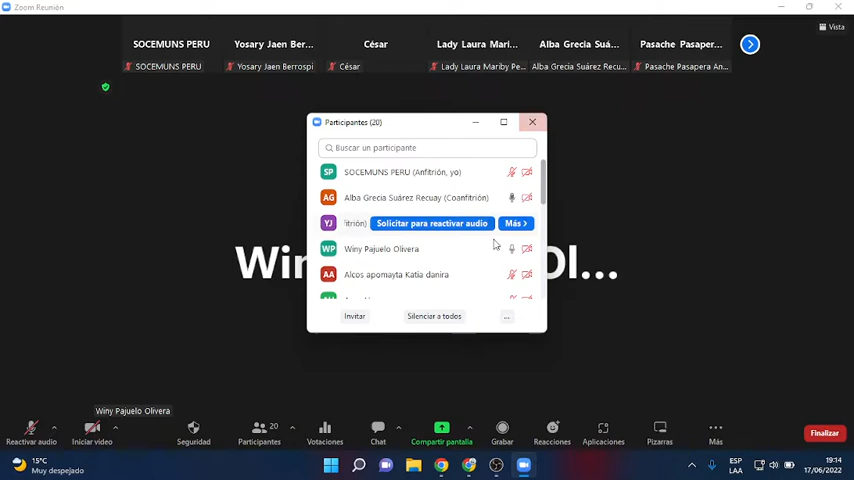 Zoom Reunión
Vista
SOCEMUNS PERU
Yosary Jaen Ber...
César
Lady Laura Mari...
Alba Grecia Suá...
Pasache Pasaper...
SOCEMUNS PERU
Yosary Jaen Berrospi
César
Lady Laura Mariby Pe...
Alba Grecia Suárez Recu...
Pasache Pasapera An...
Participantes (20)
Buscar un participante
SP SOCEMUNS PERU (Anfitrión, yo)
AG Alba Grecia Suárez Recuay (Coanfitrión)
YJ itrión) Solicitar para reactivar audio Más >
WP Winy Pajuelo Olivera
AA Alcos apomayta Katia danira
Invitar
Silenciar a todos
...
Win
Ol...
Winy Pajuelo Olivera
Reactivar audio
Iniciar video
Seguridad
20
Participantes
Votaciones
Chat
Compartir pantalla
Grabar
Reacciones
Aplicaciones
Pizarras
Más
Finalizar
15°C
Muy despejado
ESP
LAA
19:14
17/06/2022